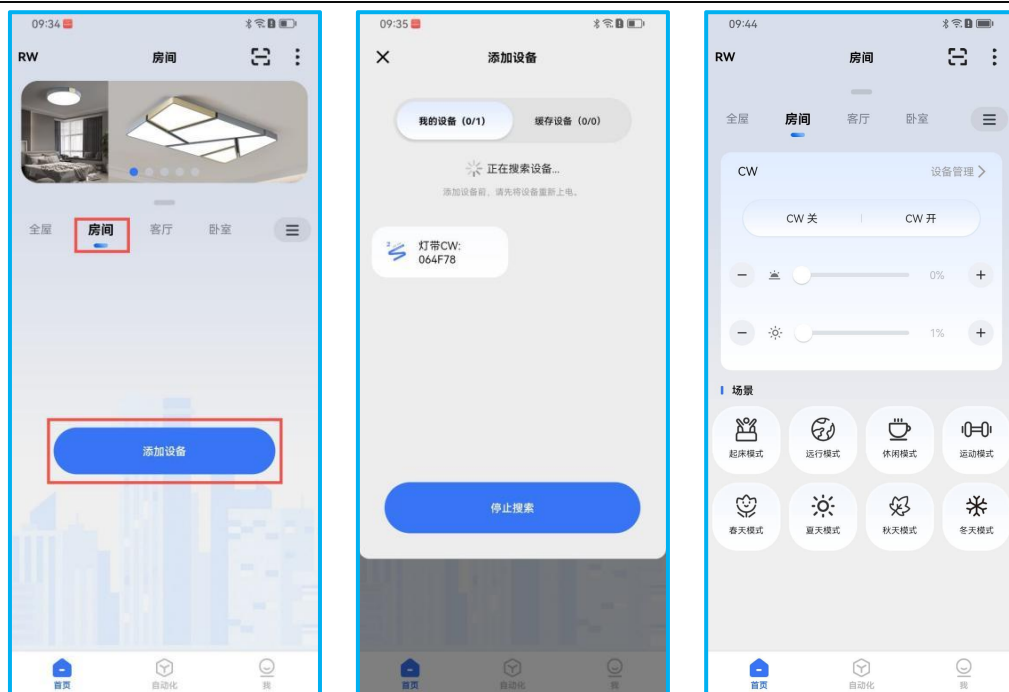 09:34
RW
房间
全屋
房间
客厅
卧室
添加设备
首页
自动化
我
09:35
添加设备
我的设备（0/1）
缓存设备（0/0）
正在搜索设备...
添加设备前，请先将设备重新上电。
灯带CW:
064F78
停止搜索
首页
自动化
我
09:44
RW
房间
全屋
房间
客厅
卧室
CW
设备管理
CW 关
CW 开
0%
1%
场景
起床模式
远行模式
休闲模式
运动模式
春天模式
夏天模式
秋天模式
冬天模式
首页
自动化
我